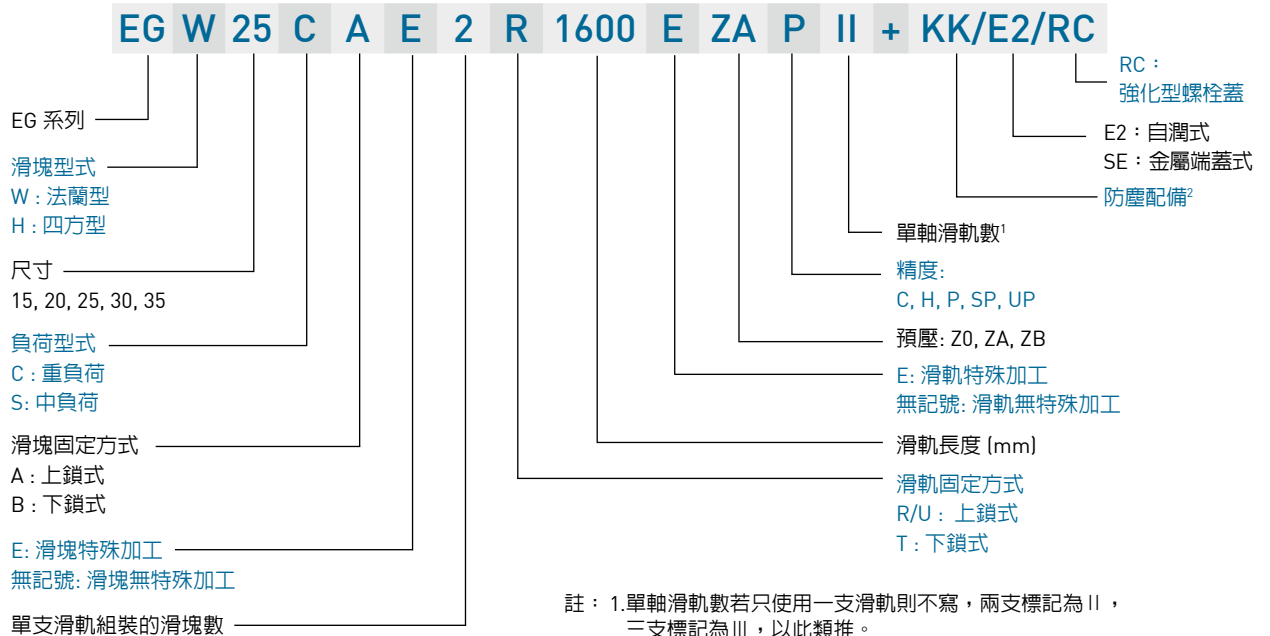 EG W 25 C A E 2 R 1600 E ZA P II + KK/E2/RC
EG 系列
滑塊型式
W : 法蘭型
H : 四方型
尺寸
15, 20, 25, 30, 35
負荷型式
C : 重負荷
S: 中負荷
滑塊固定方式
A : 上鎖式
B : 下鎖式
E: 滑塊特殊加工
無記號: 滑塊無特殊加工
單支滑軌組裝的滑塊數
RC：
強化型螺栓蓋
E2：自潤式
SE：金屬端蓋式
防塵配備2
單軸滑軌數1
精度:
C, H, P, SP, UP
預壓: Z0, ZA, ZB
E: 滑軌特殊加工
無記號: 滑軌無特殊加工
滑軌長度 (mm)
滑軌固定方式
R/U : 上鎖式
T : 下鎖式
註： 1.單軸滑軌數若只使用一支滑軌則不寫，兩支標記為II，
三支標記為III，以此類推。